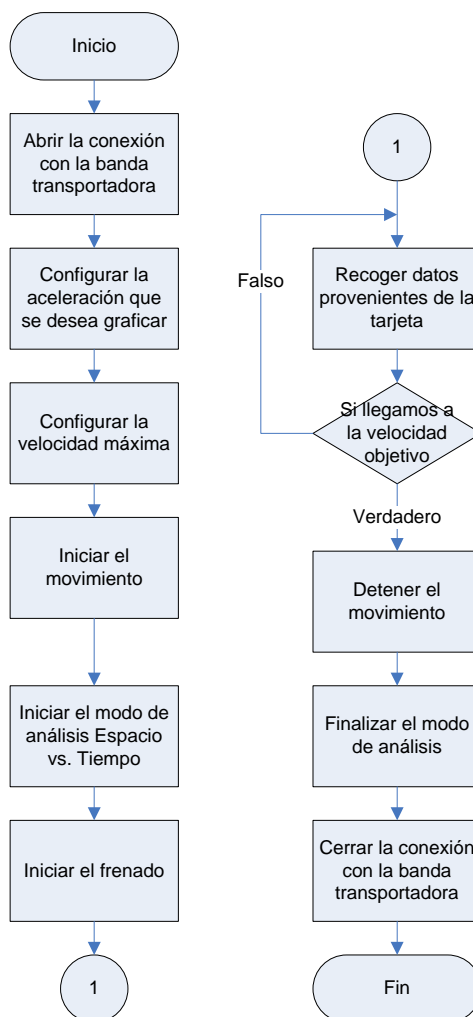 Inicio
Abrir la conexión
con la banda
transportadora
Configurar la
aceleración que
se desea graficar
Configurar la
velocidad máxima
Iniciar el
movimiento
Iniciar el modo de
análisis Espacio
vs. Tiempo
Iniciar el frenado
1
1
Recoger datos
provenientes de la
tarjeta
Falso
Si llegamos a
la velocidad
objetivo
Verdadero
Detener el
movimiento
Finalizar el modo
de análisis
Cerrar la conexión
con la banda
transportadora
Fin